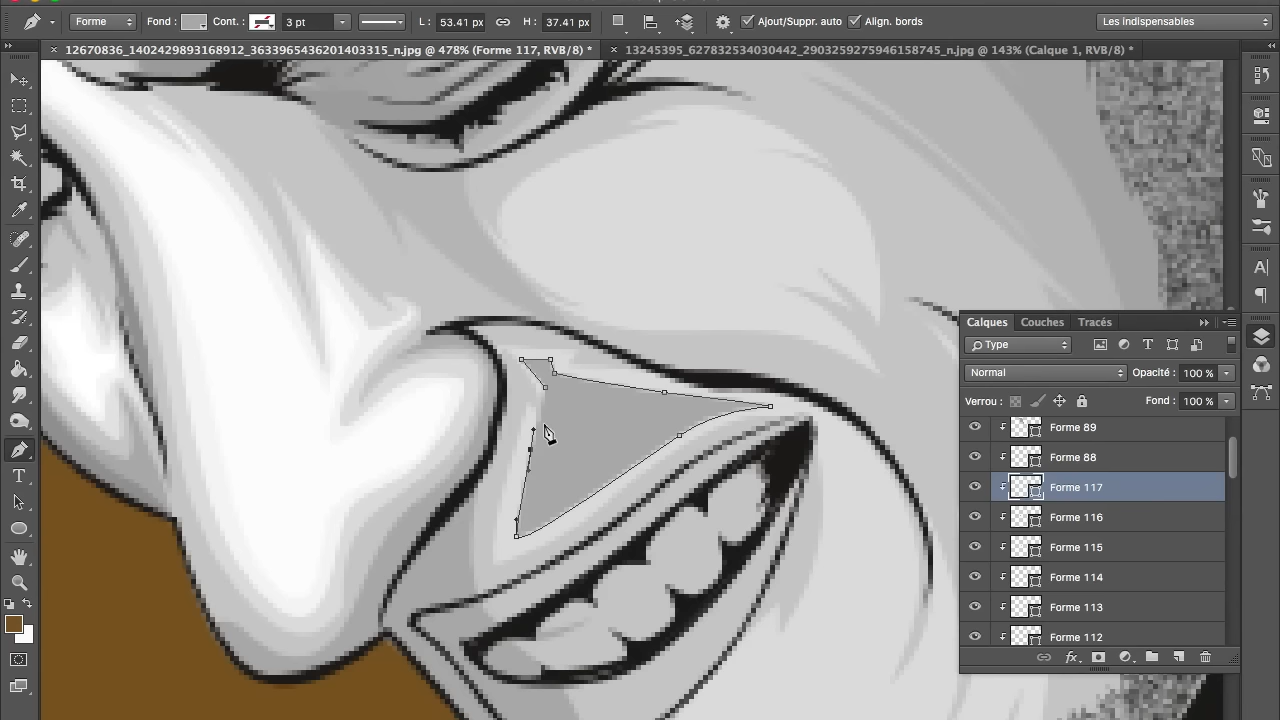 Forme Fond : Cont. : 3 pt L : 53.41 px H : 37.41 px Ajout/Suppr. auto Align. bords Les indispensables
× 12670836_1402429893168912_3633965436201403315_n.jpg @ 478% (Forme 117, RVB/8) * × 13245395_627832534030442_2903259275946158745_n.jpg @ 143% (Calque 1, RVB/8) *
Calques Couches Tracés
Type
Normal Opacité : 100 %
Verrou : Fond : 100 %
Forme 89
Forme 88
Forme 117
Forme 116
Forme 115
Forme 114
Forme 113
Forme 112